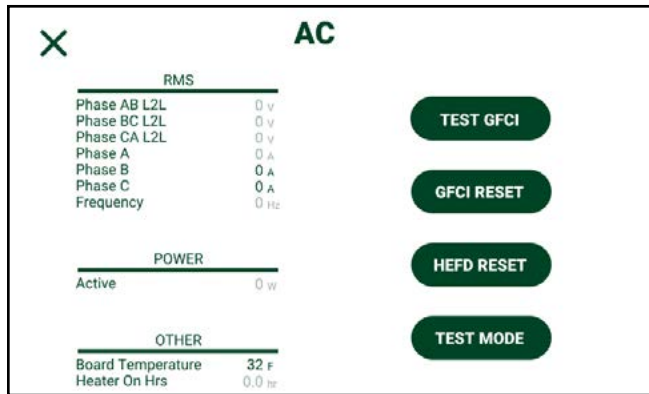 AC
RMS
Phase AB L2L 0 V
Phase BC L2L 0 V
Phase CA L2L 0 V
Phase A 0 A
Phase B 0 A
Phase C 0 A
Frequency 0 Hz
POWER
Active 0 W
OTHER
Board Temperature 32 F
Heater On Hrs 0.0 hr
TEST GFCI
GFCI RESET
HEFD RESET
TEST MODE